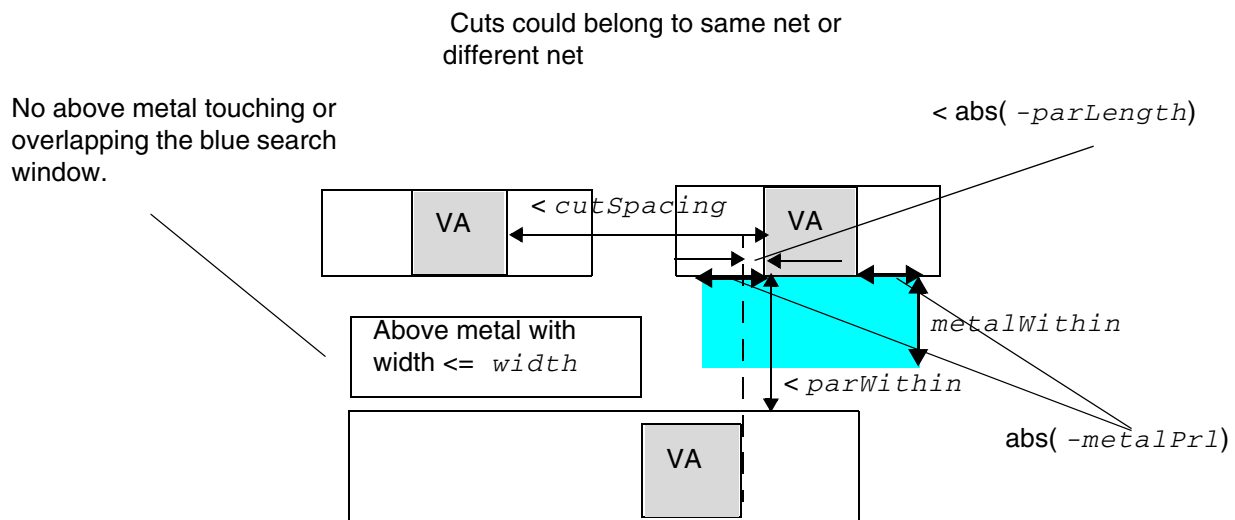 Cuts could belong to same net or
different net
No above metal touching or
overlapping the blue search
window.
< abs( -parLength)
VA
< cutSpacing
VA
Above metal with
width <= width
metalWithin
< parWithin
abs( -metalPrl)
VA